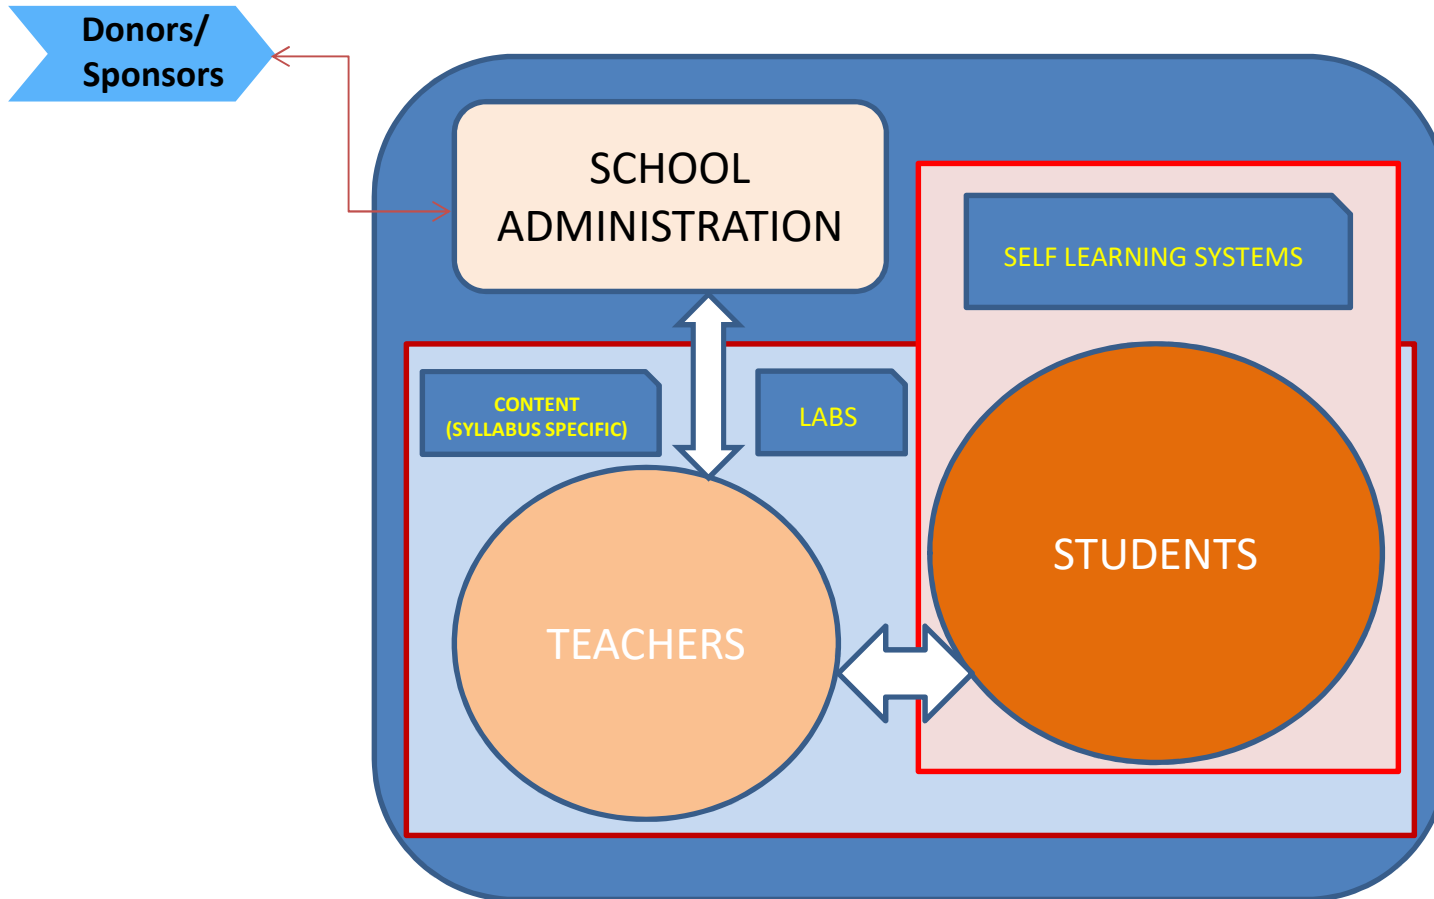 Donors/
Sponsors
SCHOOL
ADMINISTRATION
SELF LEARNING SYSTEMS
CONTENT
(SYLLABUS SPECIFIC)
LABS
STUDENTS
TEACHERS